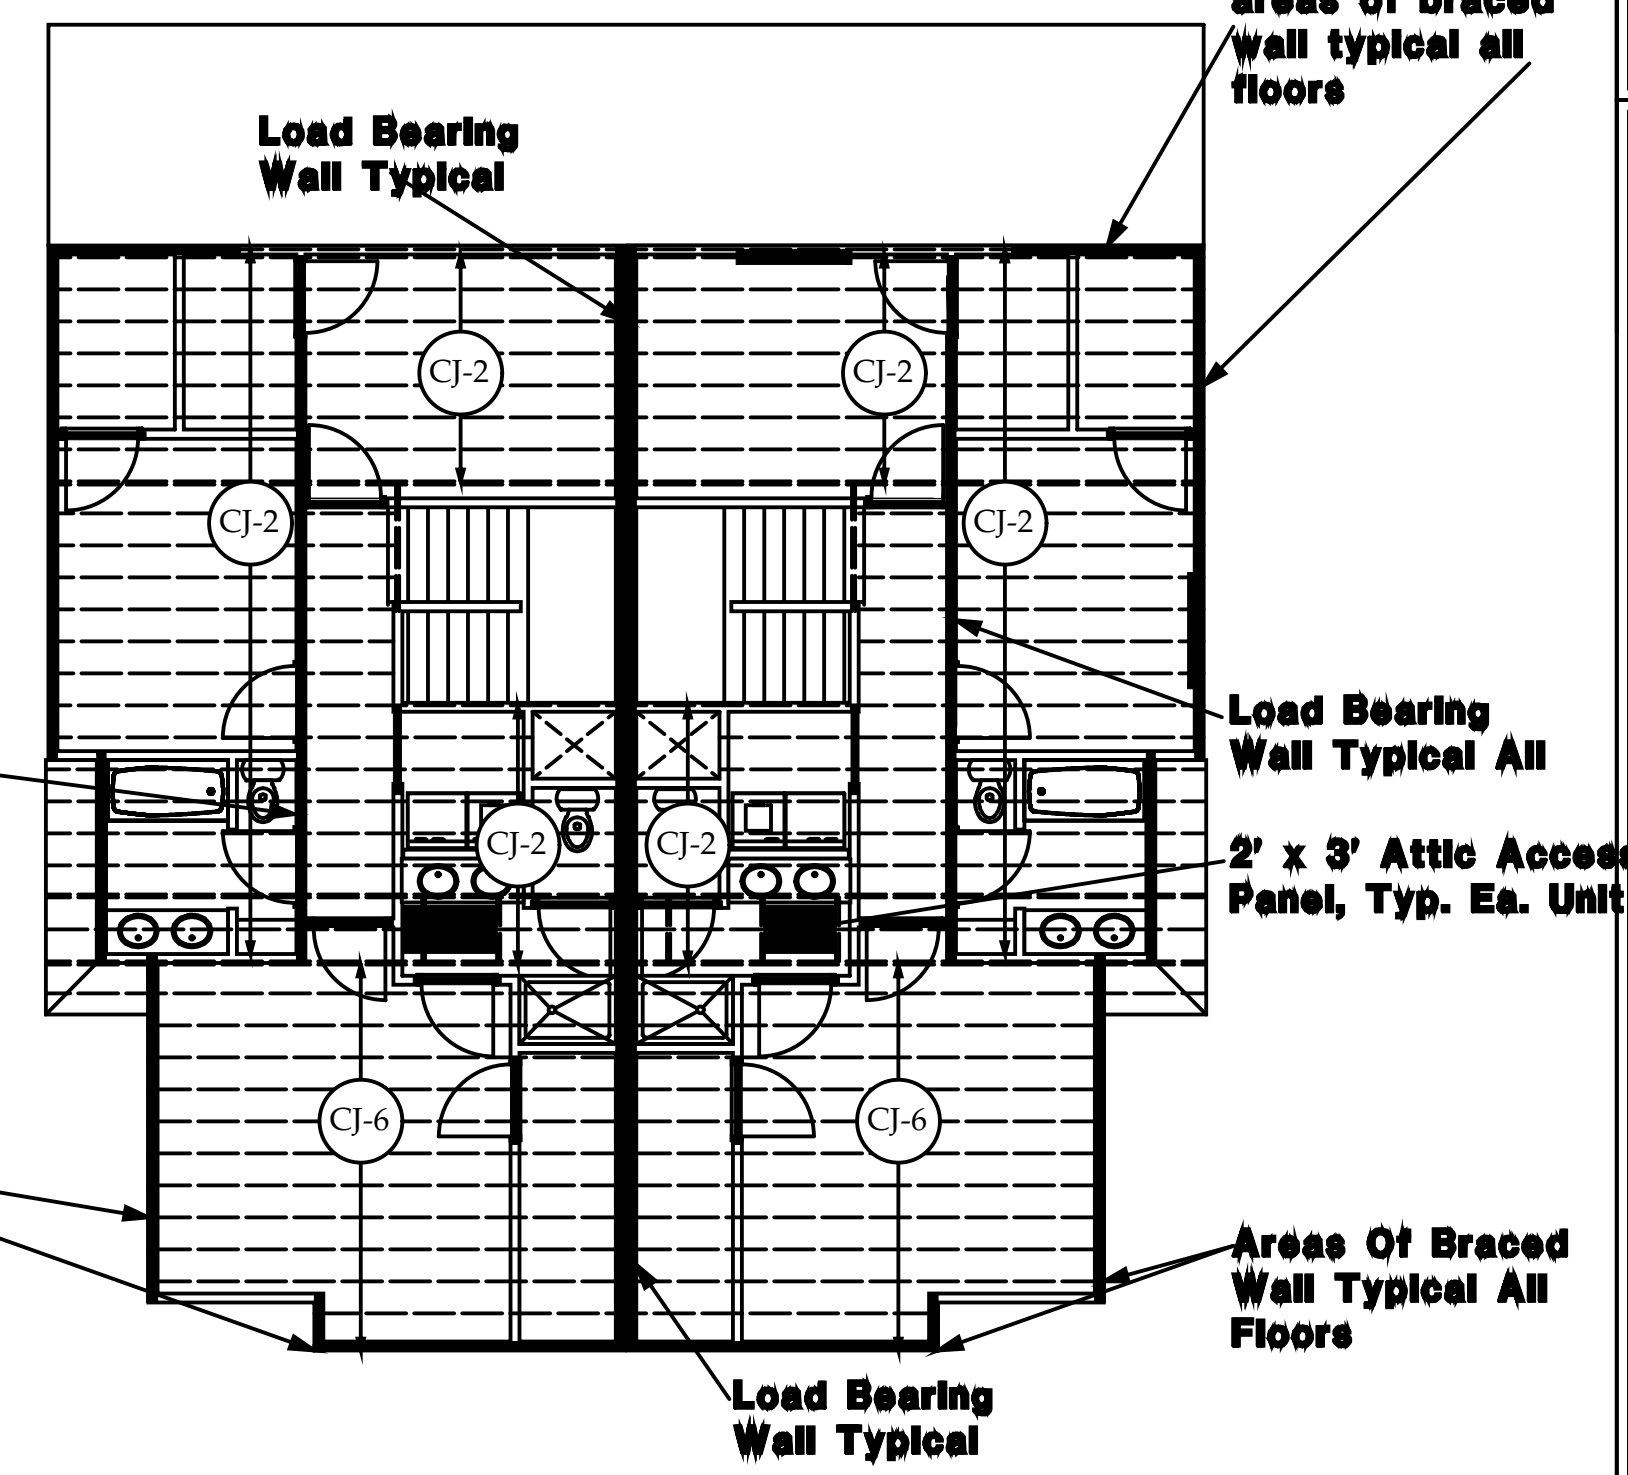 areas of braced
wall typical all
floors
Load Bearing
Wall Typical
CJ-2
CJ-2
CJ-2
CJ-2
Load Bearing
Wall Typical All
CJ-2
CJ-2
2' x 3' Attic Access
Panel, Typ. Ea. Unit
CJ-6
CJ-6
Areas Of Braced
Wall Typical All
Floors
Load Bearing
Wall Typical